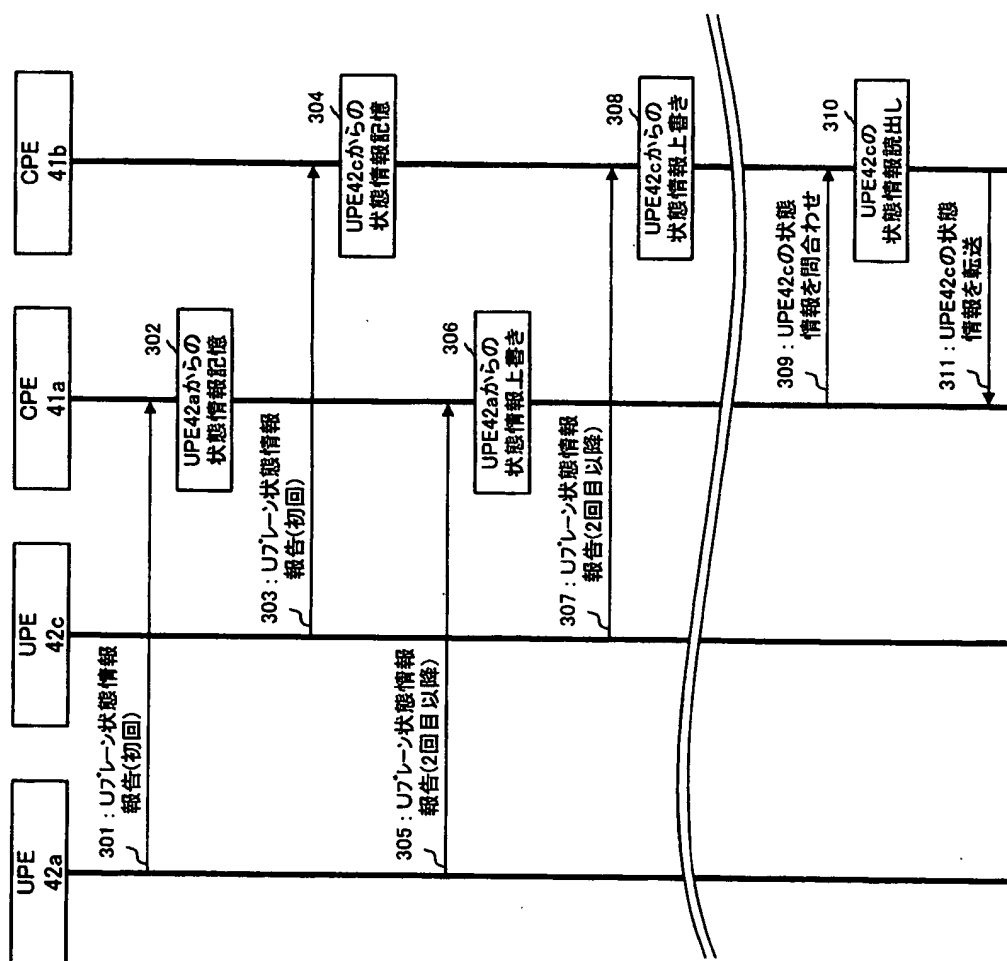 UPE
42a
UPE
42c
CPE
41a
CPE
41b
301：Uプレーン状態情報
報告(初回)
302
UPE42aからの
状態情報記憶
303：Uプレーン状態情報
報告(初回)
304
UPE42cからの
状態情報記憶
305：Uプレーン状態情報
報告(2回目以降)
306
UPE42aからの
状態情報上書き
307：Uプレーン状態情報
報告(2回目以降)
308
UPE42cからの
状態情報上書き
309：UPE42cの状態
情報を問合わせ
310
UPE42cの
状態情報読出し
311：UPE42cの状態
情報を転送